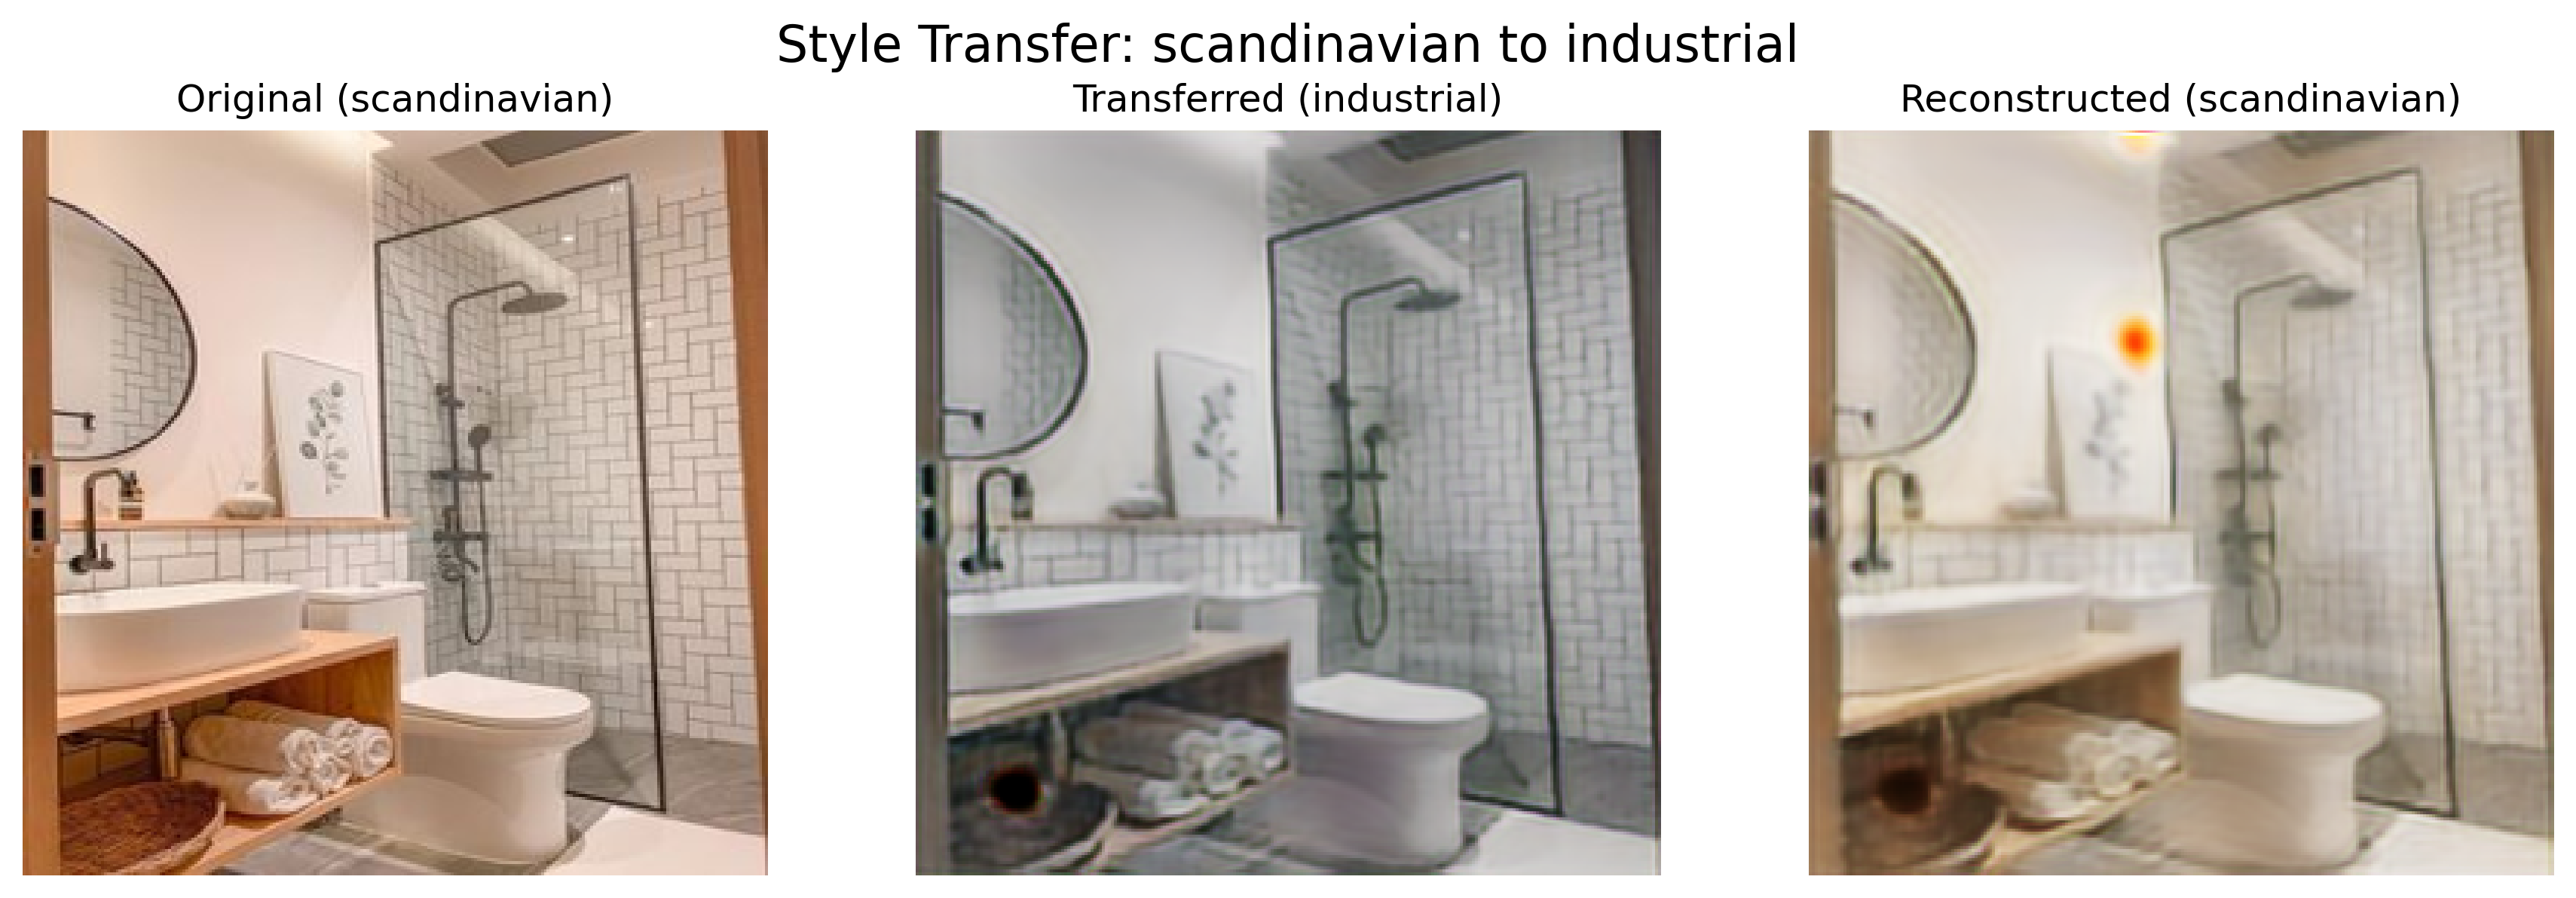 Style Transfer: scandinavian to industrial
Original (scandinavian)
Transferred (industrial)
Reconstructed (scandinavian)